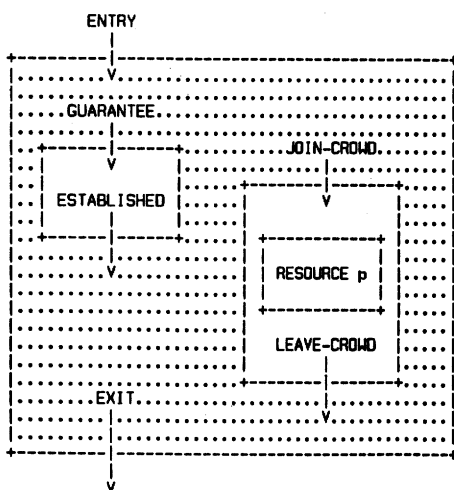 ENTRY
GUARANTEE
JOIN-CROWD
ESTABLISHED
RESOURCE p
LEAVE-CROWD
EXIT